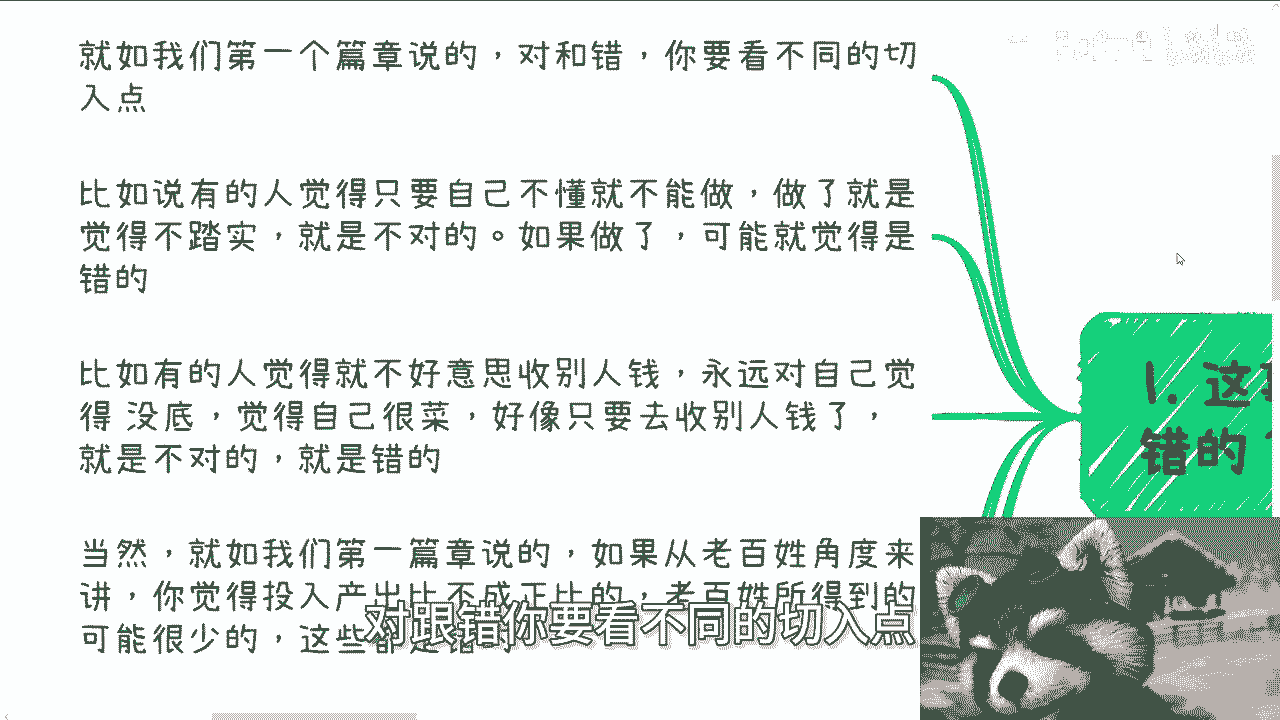 就如我们第一个篇章说的，对和错，你要看不同的切
入点
比如说有的人觉得只要自己不懂就不能做，做了就是
觉得不踏实，就是不对的。如果做了，可能就觉得是
错的
比如有的人觉得就不好意思收别人钱，永远对自己觉
得 没底，觉得自己很菜，好像只要去收别人钱了，
就是不对的，就是错的
当然，就如我们第一篇章说的，如果从老百姓角度来
讲，你觉得投入产出比不成正比的，老百姓所得到的
可能很少的，这些都是错的
对跟错你要看不同的切入点
1. 这
错的